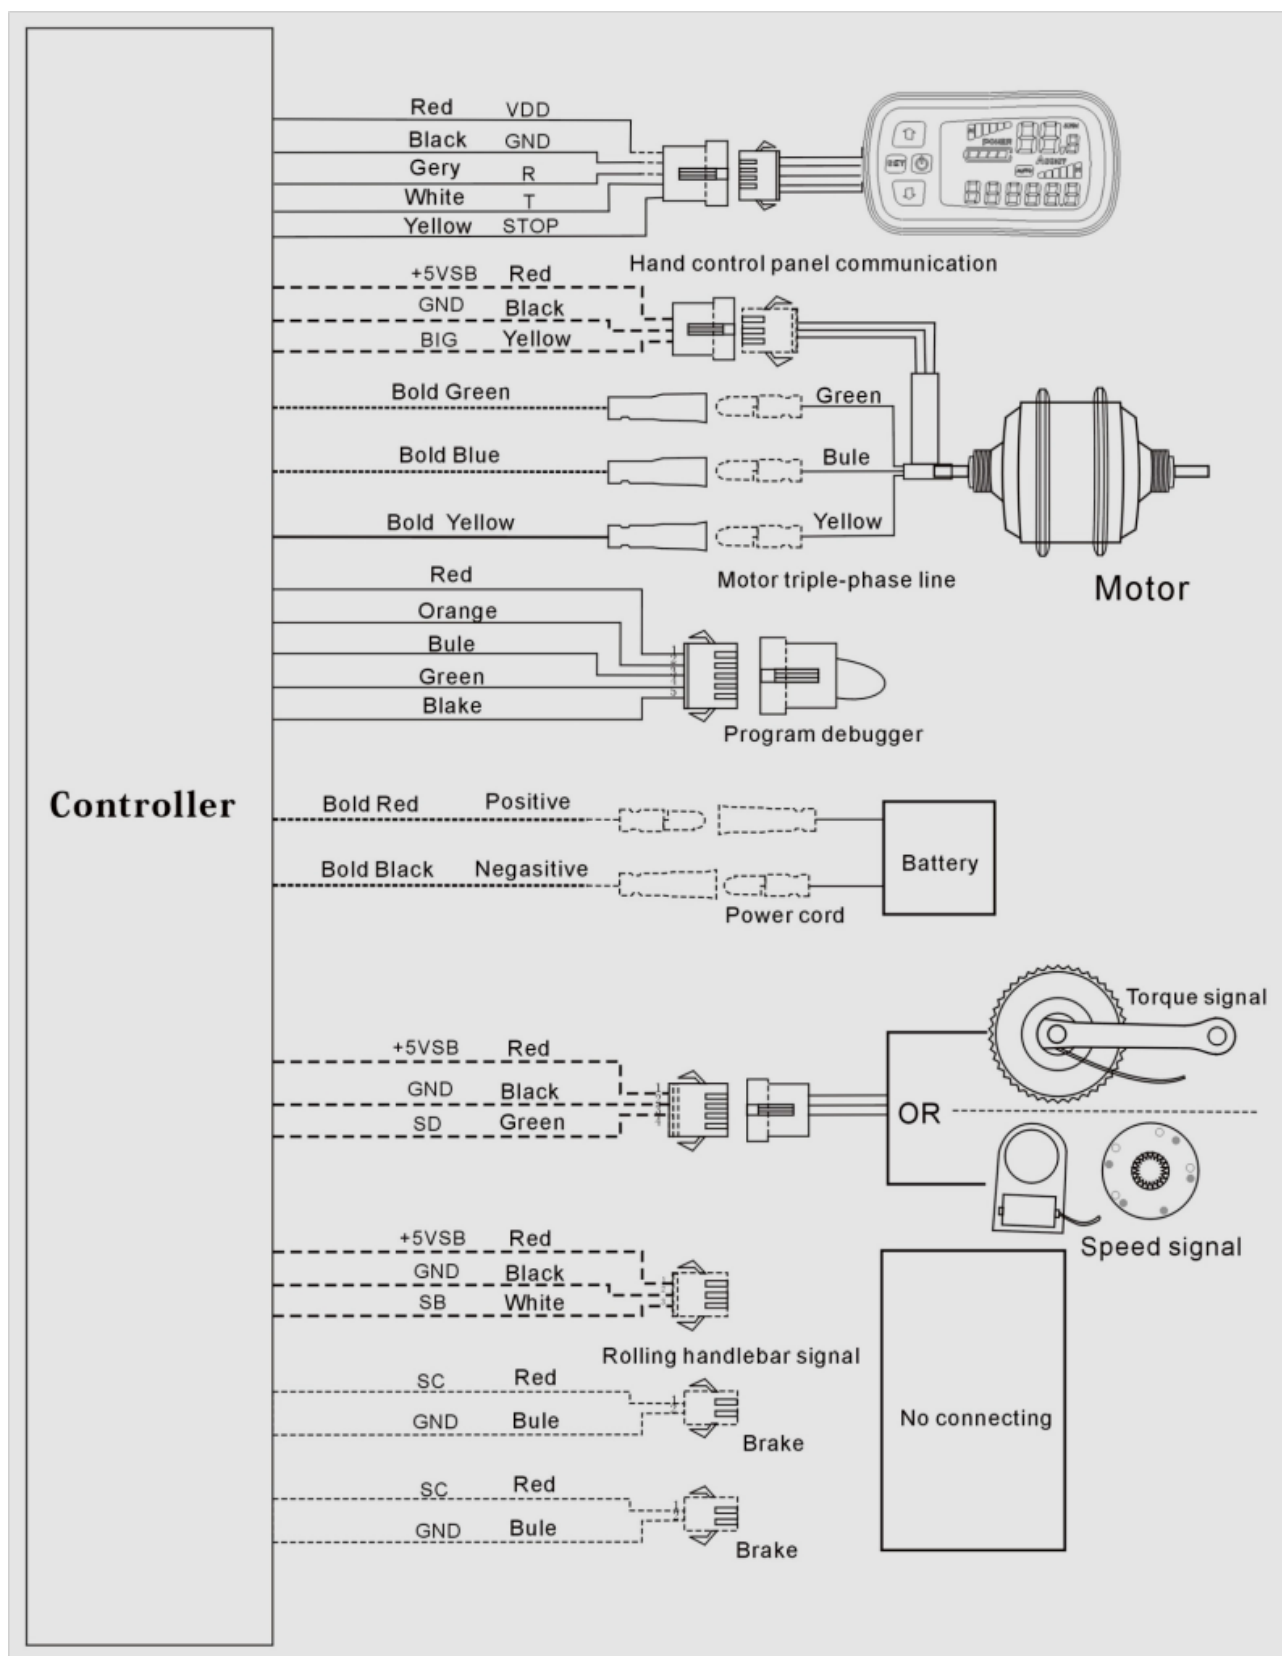 Red VDD
Black GND
Gery R
White T
Yellow STOP
POWER
ASSIST
SET
AUTO
Hand control panel communication
+5VSB Red
GND Black
BIG Yellow
Bold Green
Green
Bold Blue
Bule
Bold Yellow
Yellow
Motor triple-phase line
Motor
Red
Orange
Bule
Green
Blake
Program debugger
Controller
Bold Red Positive
Battery
Bold Black Negasitive
Power cord
Torque signal
+5VSB Red
GND Black
SD Green
OR
Speed signal
+5VSB Red
GND Black
SB White
Rolling handlebar signal
SC Red
GND Bule
Brake
No connecting
SC Red
GND Bule
Brake